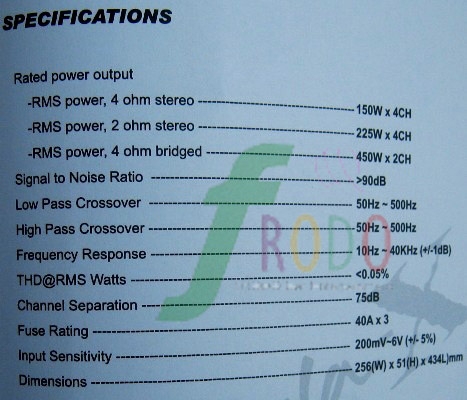 SPECIFICATIONS
Rated power output
-RMS power, 4 ohm stereo ---------------- 150W x 4CH
-RMS power, 2 ohm stereo ---------------- 225W x 4CH
-RMS power, 4 ohm bridged ---------------- 450W x 2CH
Signal to Noise Ratio ---------------- >90dB
Low Pass Crossover ---------------- 50Hz ~ 500Hz
High Pass Crossover ---------------- 50Hz ~ 500Hz
Frequency Response ---------------- 10Hz ~ 40KHz (+/-1dB)
THD@RMS Watts ---------------- <0.05%
Channel Separation ---------------- 75dB
Fuse Rating ---------------- 40A x 3
Input Sensitivity ---------------- 200mV~6V (+/- 5%)
Dimensions ---------------- 256(W) x 51(H) x 434L)mm
f RODO